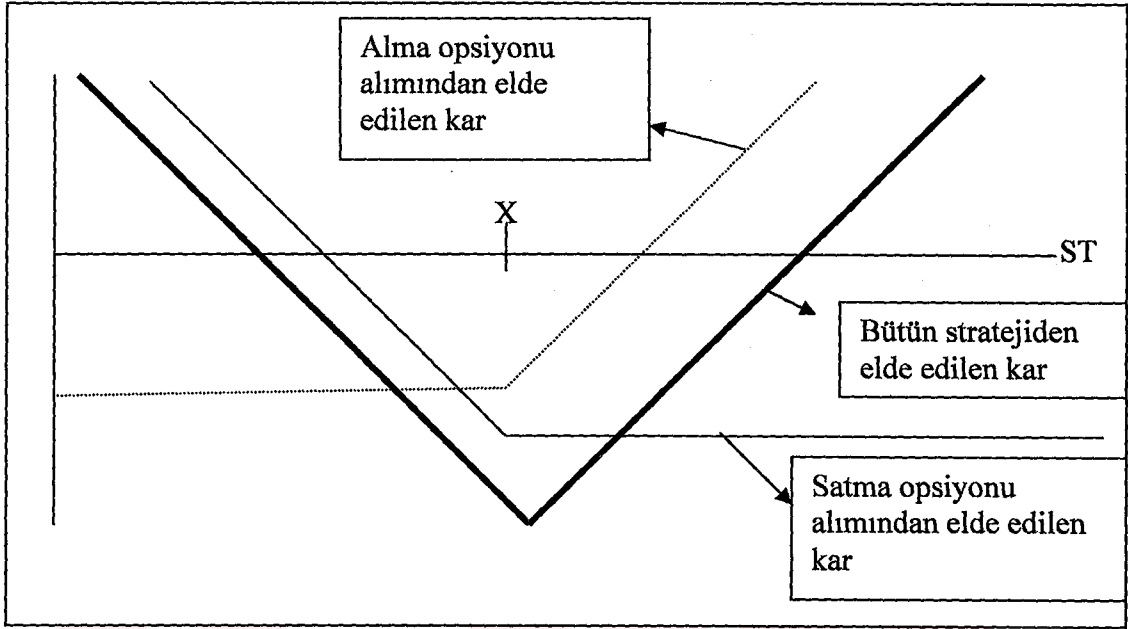 Alma opsiyonu
alımından elde
edilen kar
X
ST
Bütün stratejiden
elde edilen kar
Satma opsiyonu
alımından elde edilen
kar